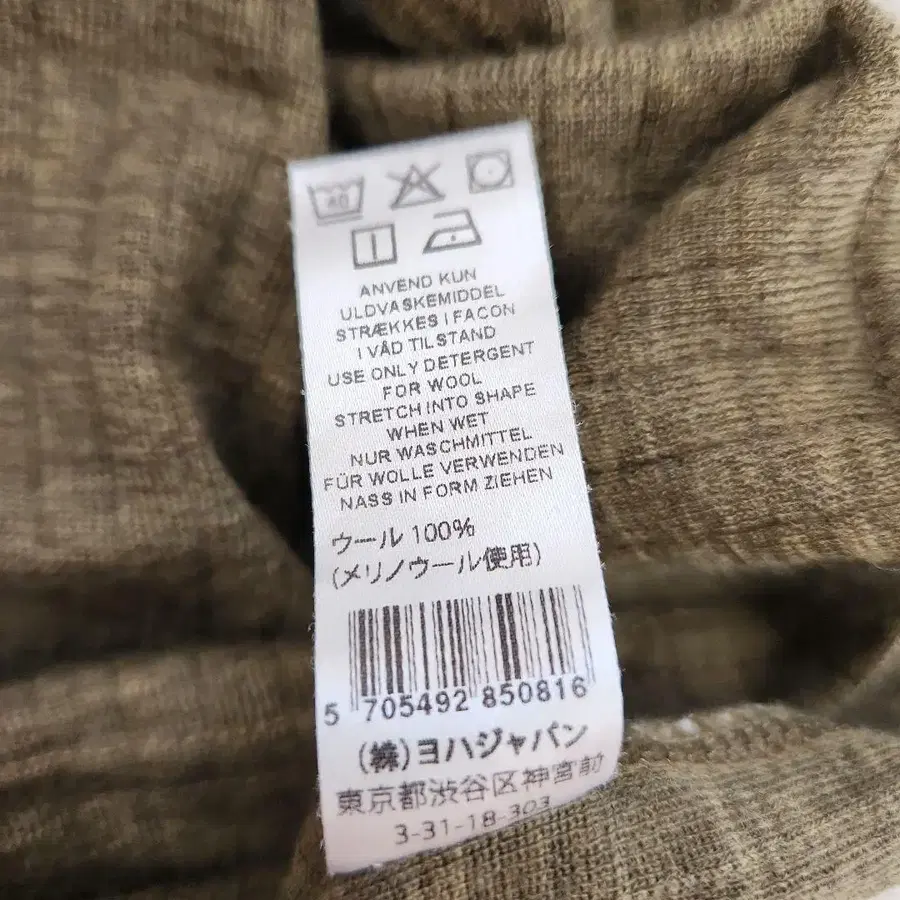 40
ANVEND KUN
ULDVASKEMIDDEL
STRÆKKES I FACON
I VÅD TILSTAND
USE ONLY DETERGENT
FOR WOOL
STRETCH INTO SHAPE
WHEN WET
NUR WASCHMITTEL
FÜR WOLLE VERWENDEN
NASS IN FORM ZIEHEN
ウール 100%
(メリノウール使用)
5 705492 850816
(株)ヨハジャパン
東京都渋谷区神宮前
3-31-18-303